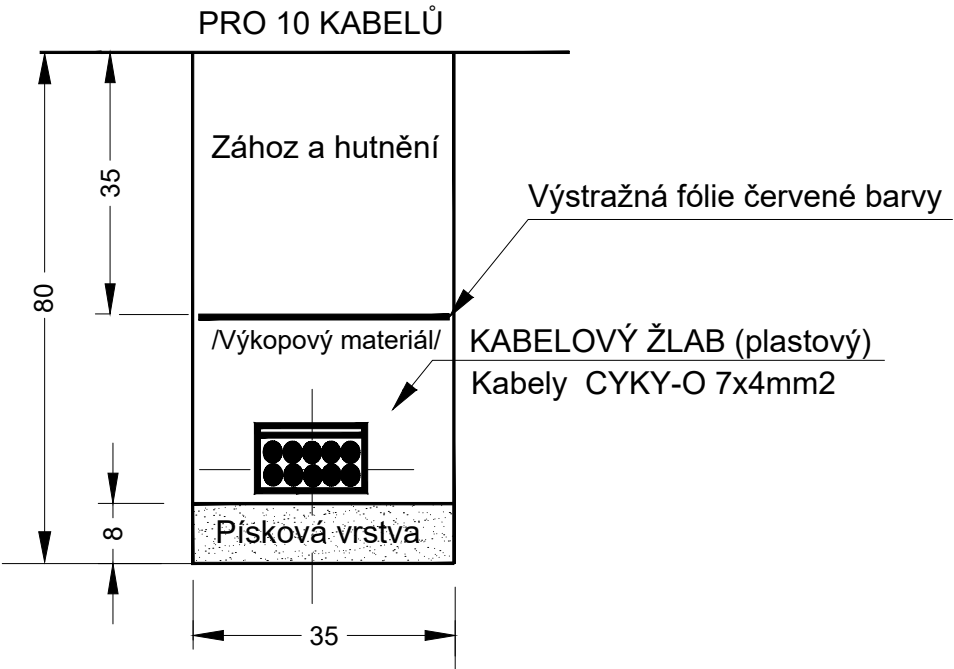 PRO 10 KABELŮ
Zához a hutnění
35
Výstražná fólie červené barvy
80
/Výkopový materiál/
KABELOVÝ ŽLAB (plastový)
Kabely CYKY-O 7x4mm2
8
Písková vrstva
35